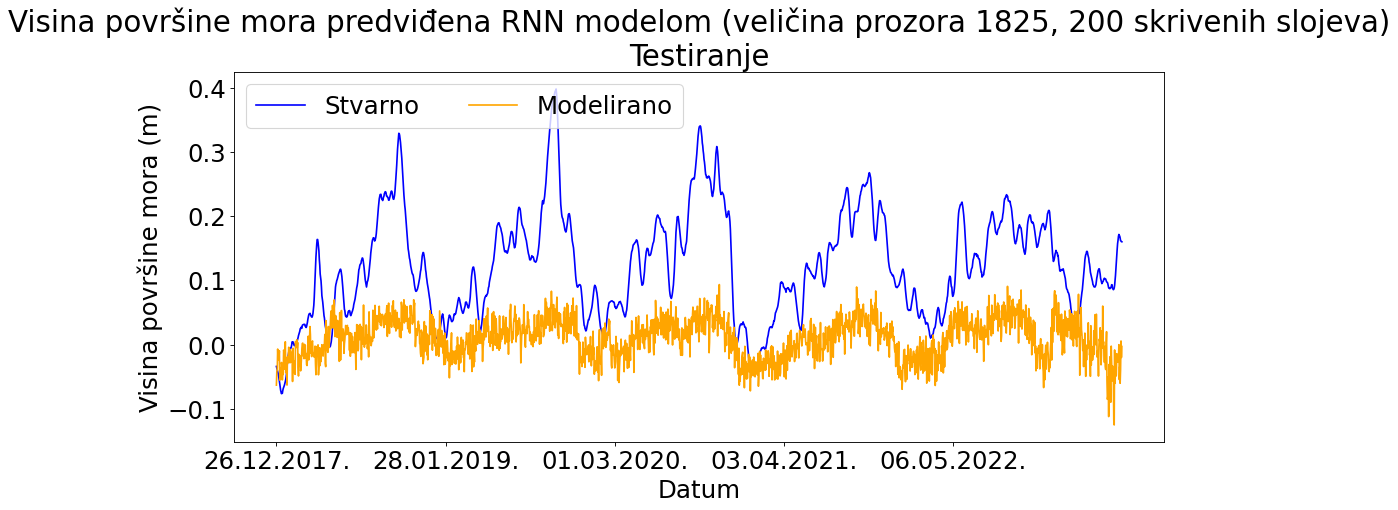 Visina površine mora predviđena RNN modelom (veličina prozora 1825, 200 skrivenih slojeva)
Testiranje
Stvarno Modelirano
Visina površine mora (m)
0.4
0.3
0.2
0.1
0.0
−0.1
26.12.2017. 28.01.2019. 01.03.2020. 03.04.2021. 06.05.2022.
Datum